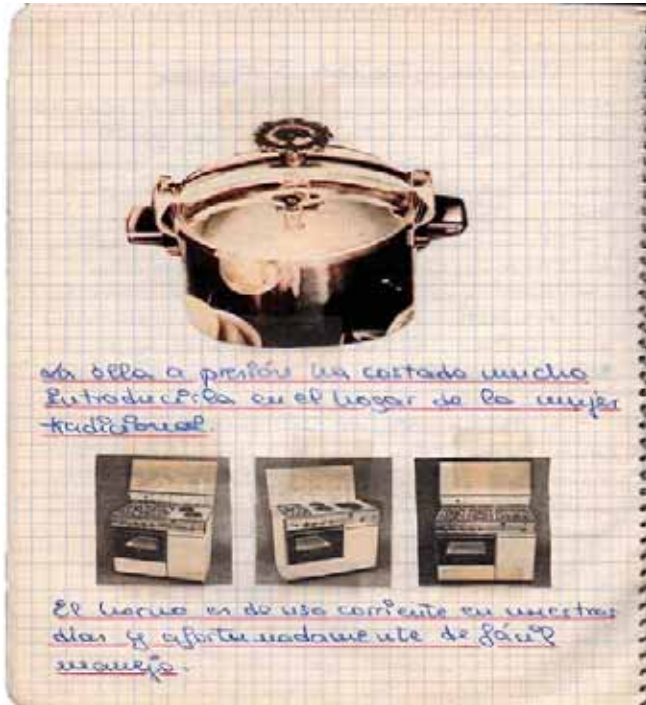 La olla a presión ha costado mucho
introducirla en el hogar de la mujer
tradicional.
El horno es de uso corriente en nuestros
días y afortunadamente de fácil
manejo.